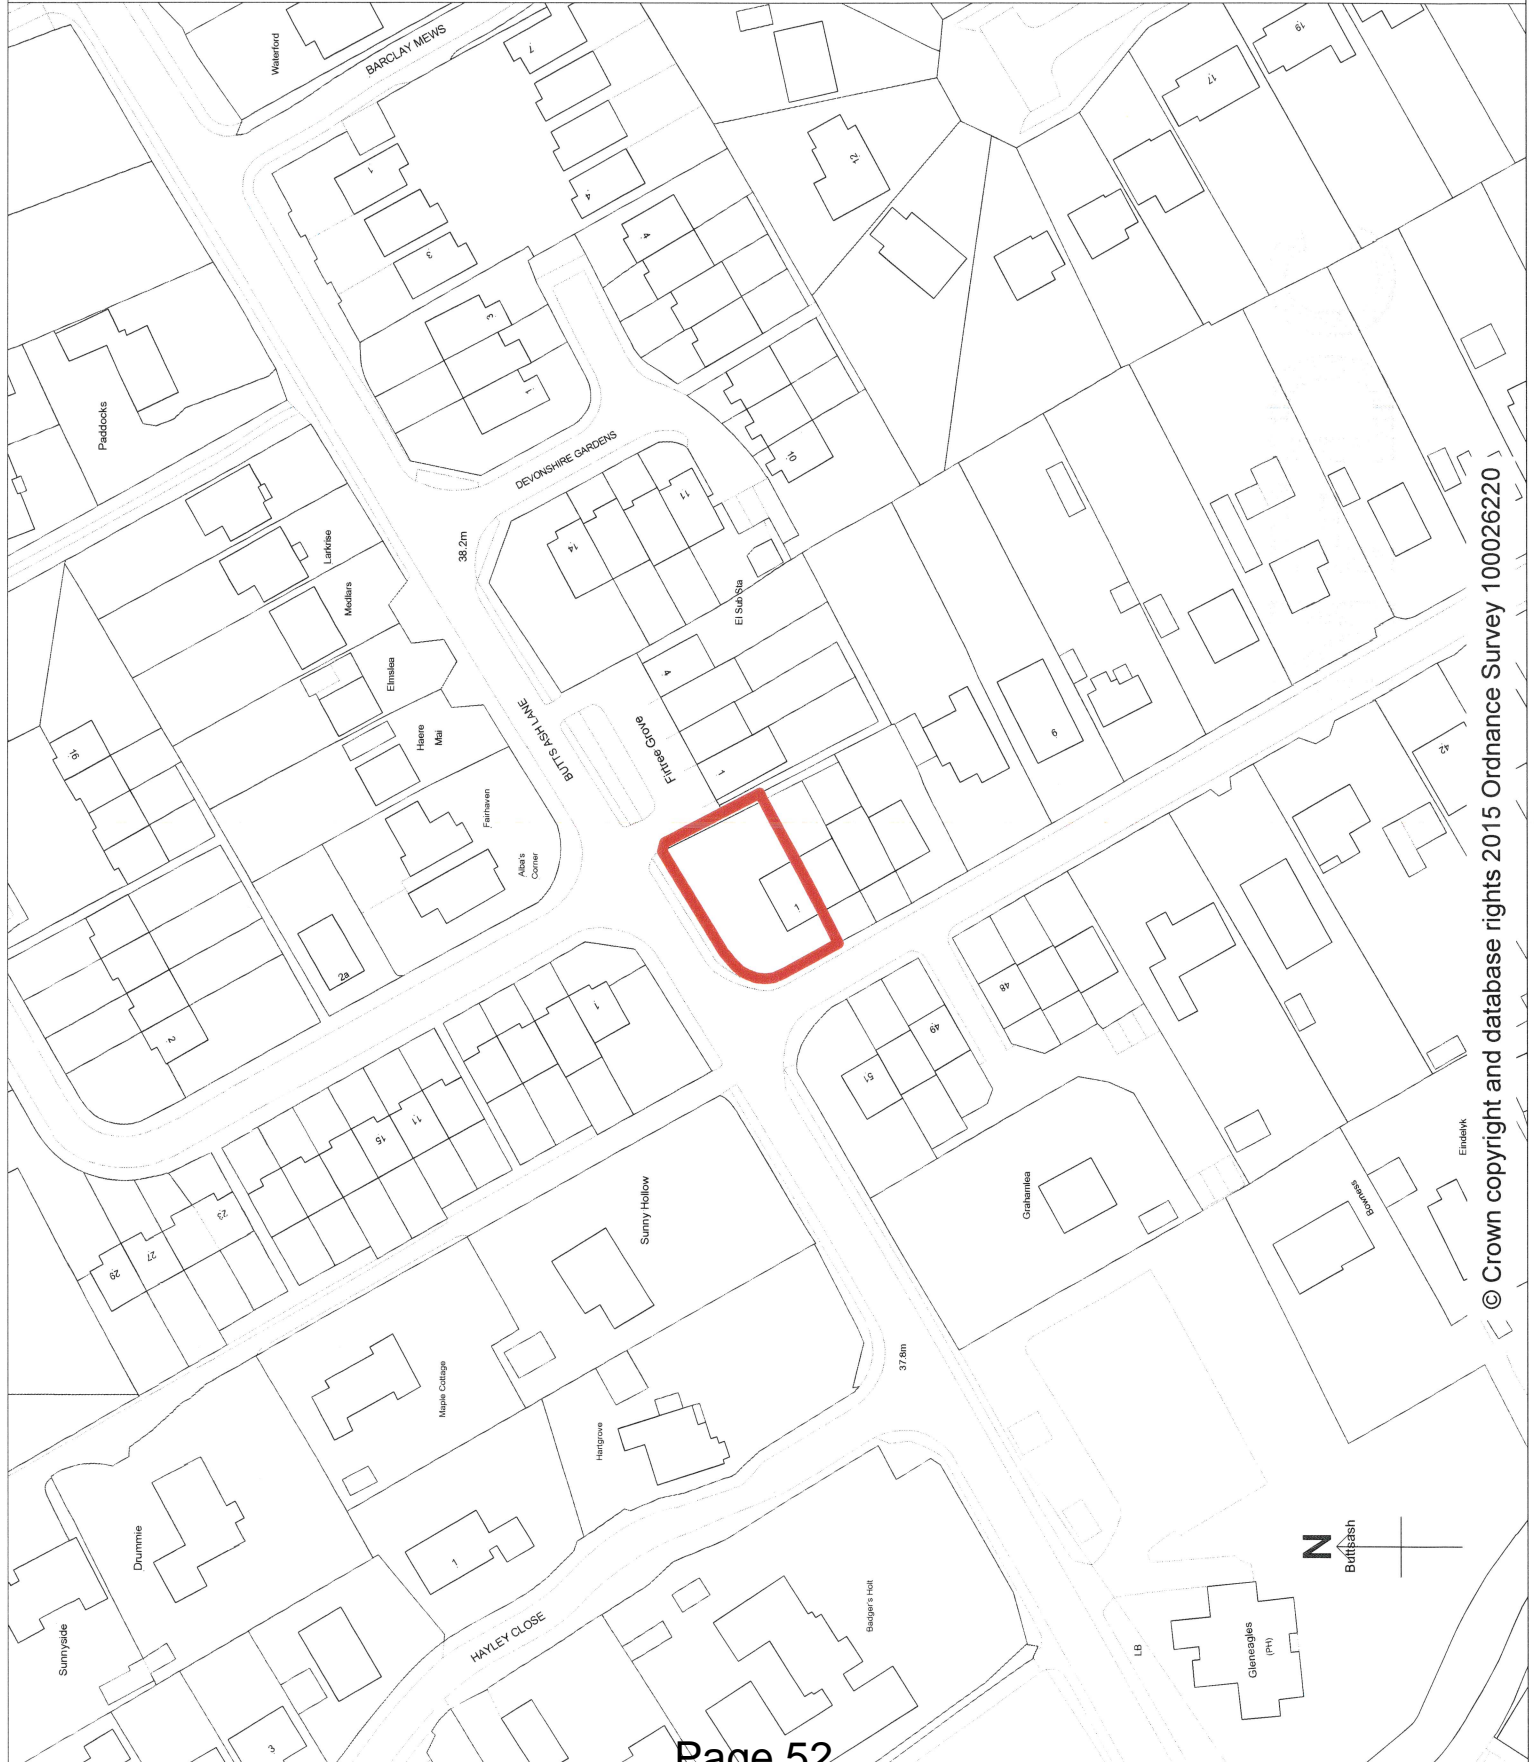 Waterford
BARCLAY MEWS
7
19
17
1
4
12
3
4
Paddocks
3
1
DEVONSHIRE GARDENS
10
Larkrise
38.2m
14
11
Medlars
El Sub Sta
Elmslea
4
BUTTS ASH LANE
Haere
Mai
Firtree Grove
16
1
9
42
Fairhaven
Alba's
Corner
1
2a
2
1
48
49
51
15
11
Sunny Hollow
Grahamlea
Eindelyk
Bowness
23
27
29
37.8m
Maple Cottage
Hartgrove
Drummie
1
N
Buttsash
Sunnyside
HAYLEY CLOSE
Badger's Holt
LB
Gleneagles
(PH)
3
© Crown copyright and database rights 2015 Ordnance Survey 100026220
Page 52